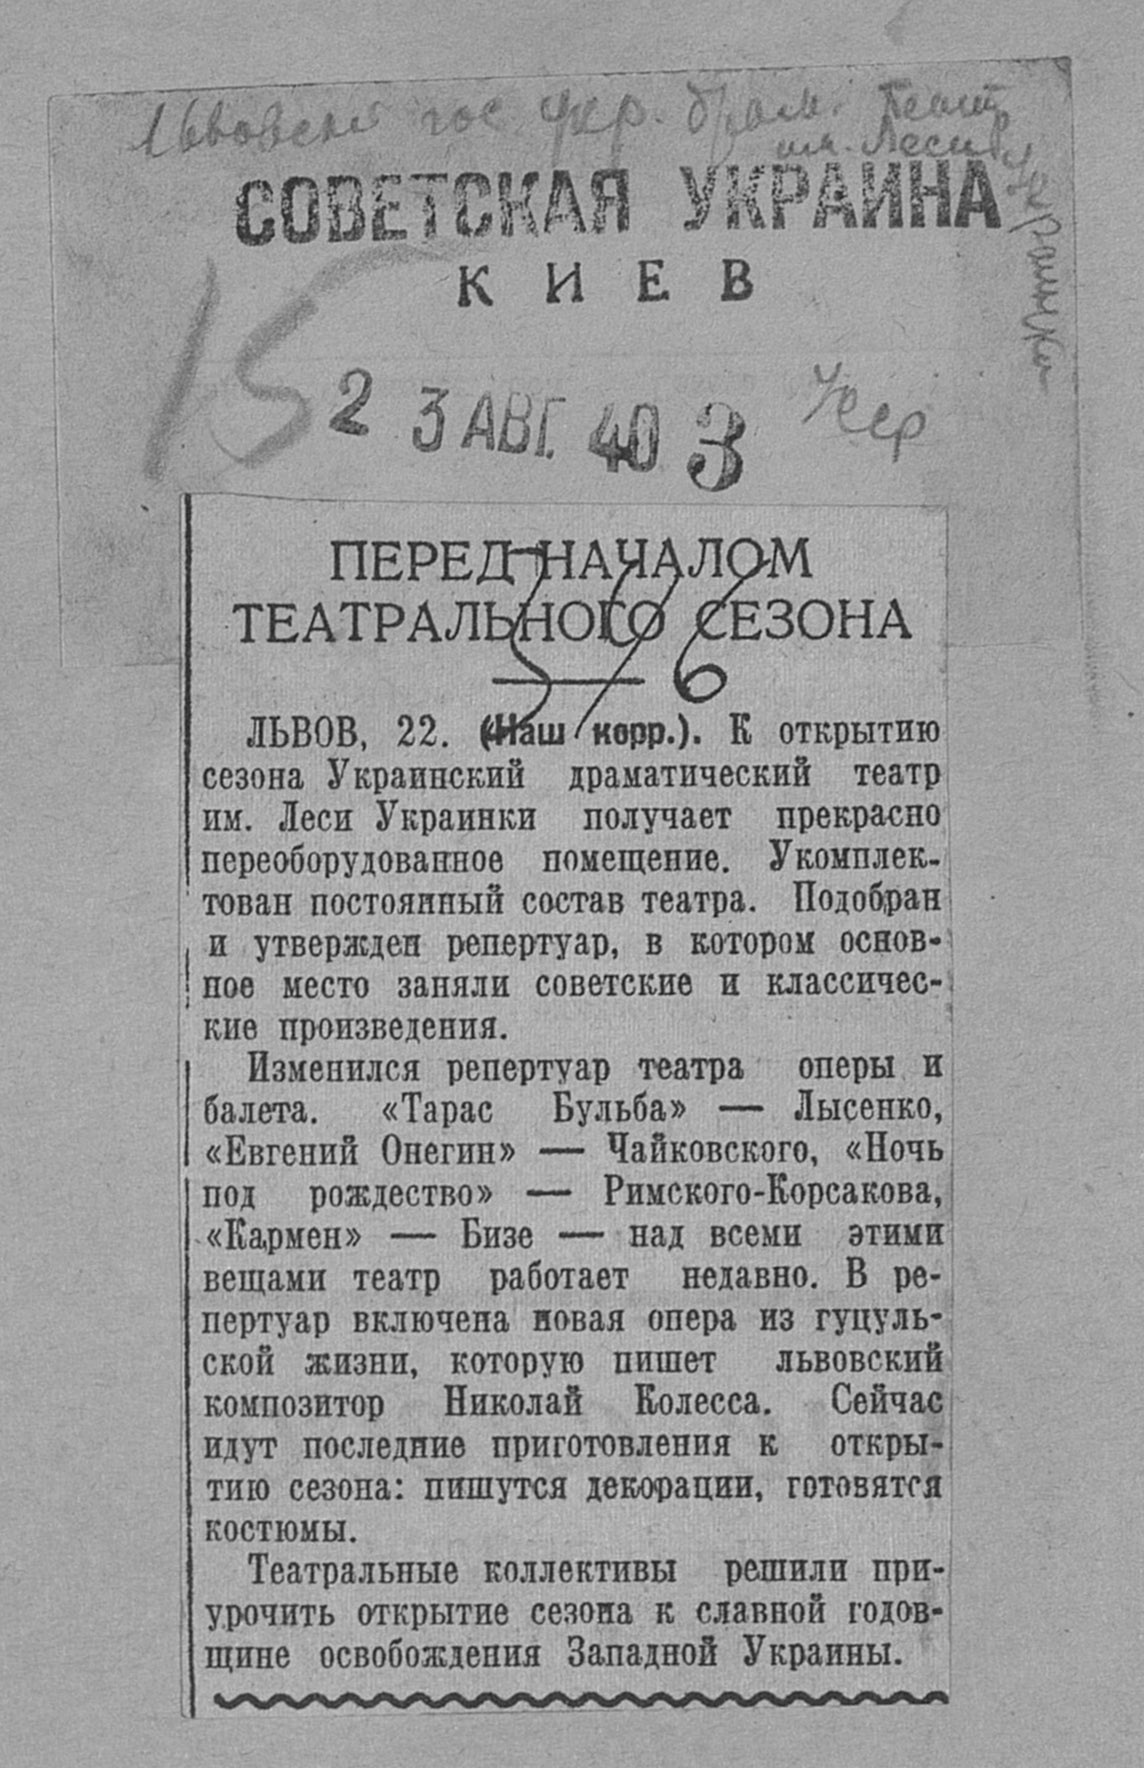 Львовский гос. укр. драм. театр
им. Леси Украинки
СОВЕТСКАЯ УКРАИНА
КИЕВ
15
2 3 АВГ. 40 3
Укр
ПЕРЕД НАЧАЛОМ
ТЕАТРАЛЬНОГО СЕЗОНА
ЛЬВОВ, 22. (Наш корр.). К открытию
сезона Украинский драматический театр
им. Леси Украинки получает прекрасно
переоборудованное помещение. Укомплек-
тован постоянный состав театра. Подобран
и утвержден репертуар, в котором основ-
ное место заняли советские и классичес-
кие произведения.
Изменился репертуар театра оперы и
балета. «Тарас Бульба» — Лысенко,
«Евгений Онегин» — Чайковского, «Ночь
под рождество» — Римского-Корсакова,
«Кармен» — Бизе — над всеми этими
вещами театр работает недавно. В ре-
пертуар включена новая опера из гуцуль-
ской жизни, которую пишет львовский
композитор Николай Колесса. Сейчас
идут последние приготовления к откры-
тию сезона: пишутся декорации, готовятся
костюмы.
Театральные коллективы решили при-
урочить открытие сезона к славной годов-
щине освобождения Западной Украины.